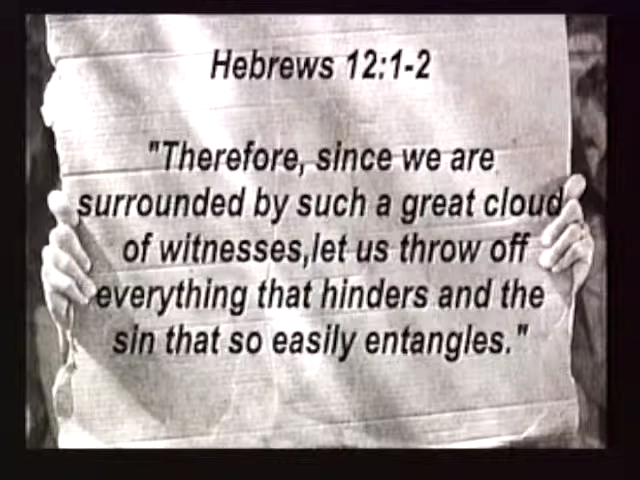 Hebrews 12:1-2
"Therefore, since we are
surrounded by such a great cloud
of witnesses,let us throw off
everything that hinders and the
sin that so easily entangles."